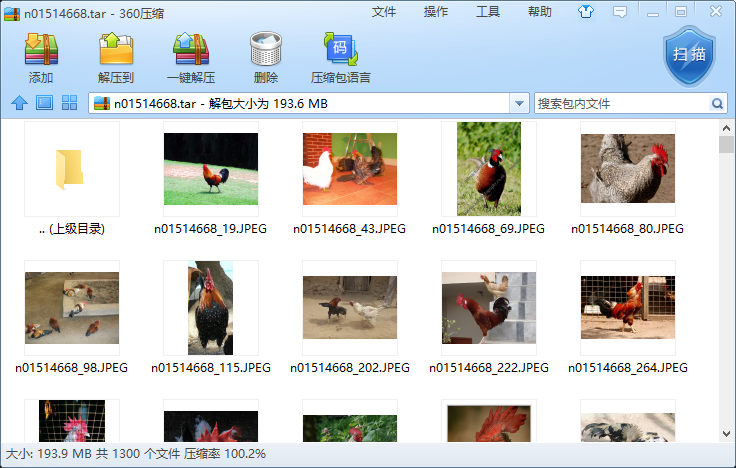 n01514668.tar - 360压缩
文件 操作 工具 帮助
添加 解压到 一键解压 删除 压缩包语言
码
扫描
n01514668.tar - 解包大小为 193.6 MB
搜索包内文件
.. (上级目录) n01514668_19.JPEG n01514668_43.JPEG n01514668_69.JPEG n01514668_80.JPEG
n01514668_98.JPEG n01514668_115.JPEG n01514668_202.JPEG n01514668_222.JPEG n01514668_264.JPEG
大小: 193.9 MB 共 1300 个文件 压缩率 100.2%